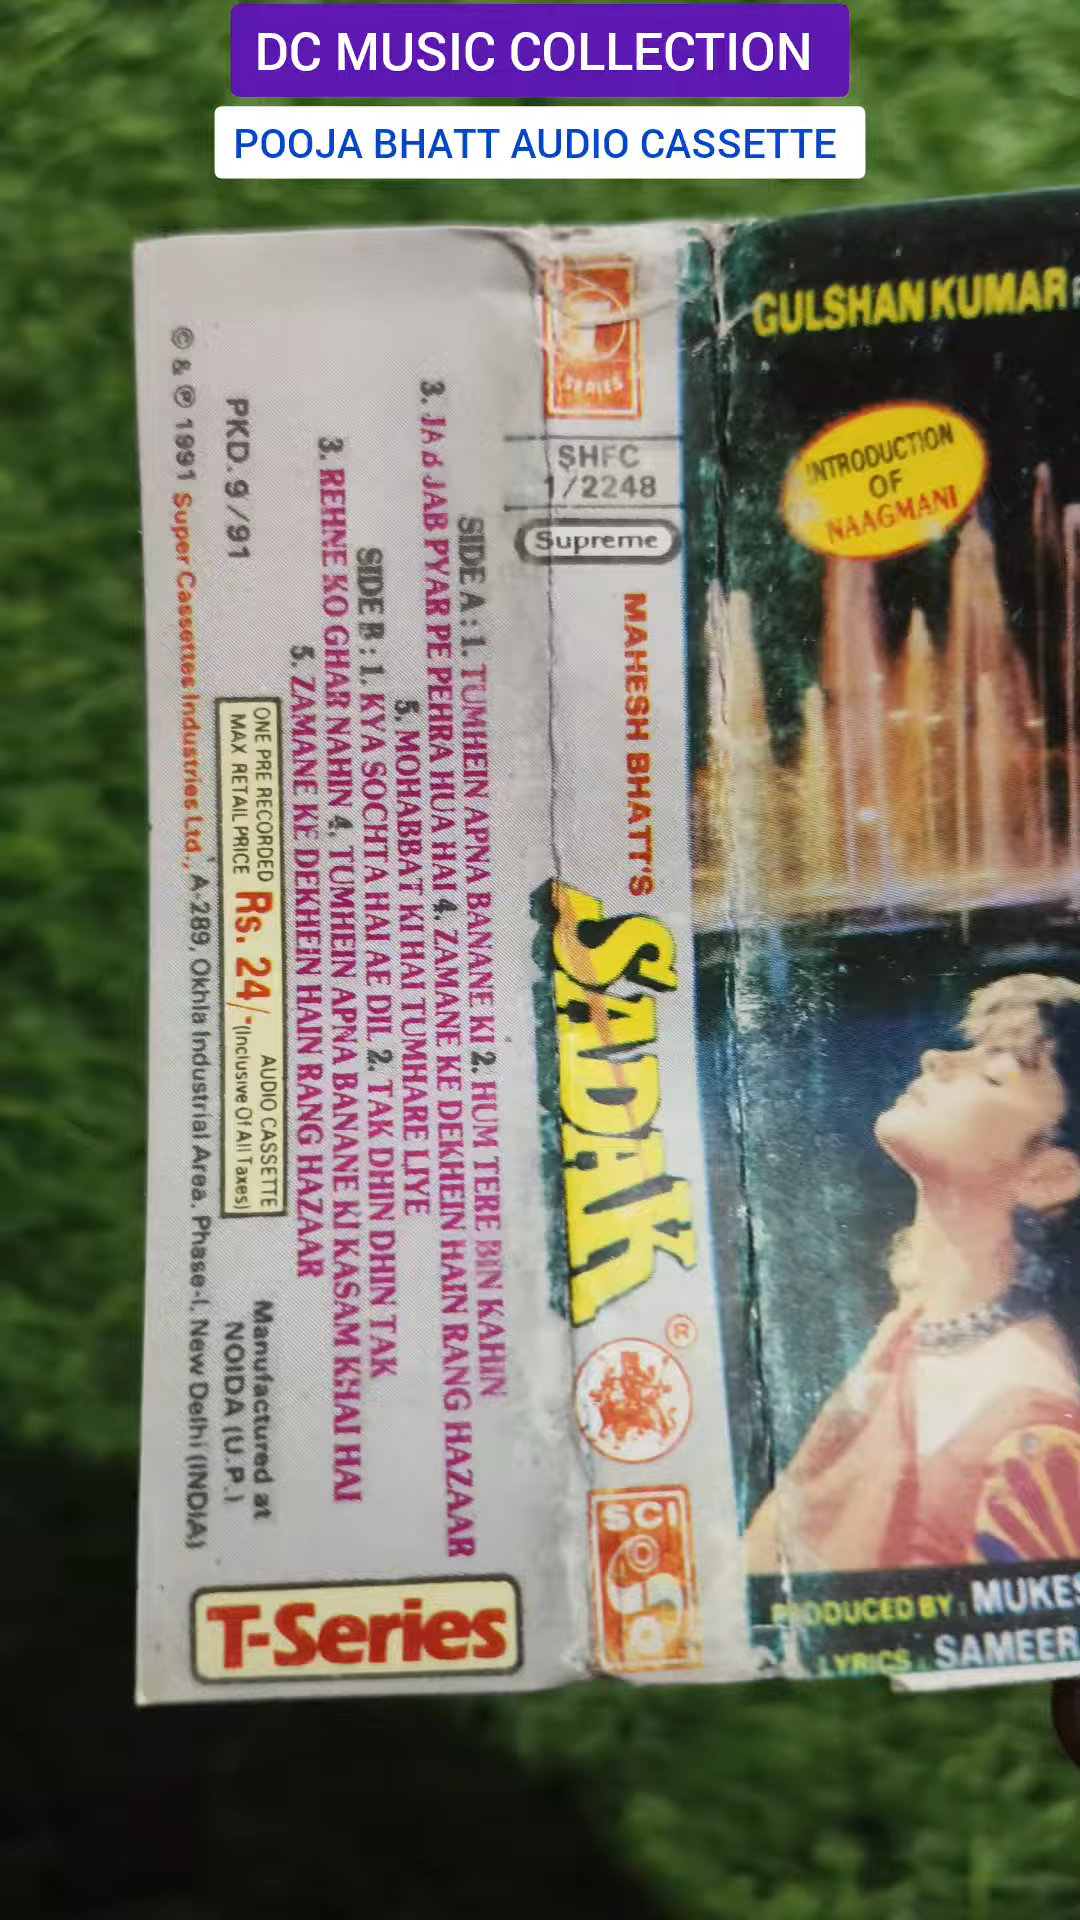 DC MUSIC COLLECTION
POOJA BHATT AUDIO CASSETTE
GULSHAN KUMAR
INTRODUCTION
OF
NAAGMANI
SERIES
SHFC
1/2248
Supreme
MAHESH BHATT'S
SADAK
®
SCI
SIDE A : 1. TUMHEIN APNA BANANE KI 2. HUM TERE BIN KAHIN
3. JAB JAB PYAR PE PEHRA HUA HAI 4. ZAMANE KE DEKHEIN HAIN RANG HAZAAR
5. MOHABBAT KI HAI TUMHARE LIYE
SIDE B : 1. KYA SOCHTA HAI AE DIL 2. TAK DHIN DHIN TAK
3. REHNE KO GHAR NAHIN 4. TUMHEIN APNA BANANE KI KASAM KHAI HAI
5. ZAMANE KE DEKHEIN HAIN RANG HAZAAR
PKD. 9/91
ONE PRE RECORDED AUDIO CASSETTE
MAX RETAIL PRICE Rs. 24/- (Inclusive Of All Taxes)
Manufactured at
NOIDA (U.P.)
© & ℗ 1991 Super Cassettes Industries Ltd., A-289, Okhla Industrial Area. Phase-I. New Delhi (INDIA)
T-Series
PRODUCED BY : MUKES
LYRICS : SAMEER